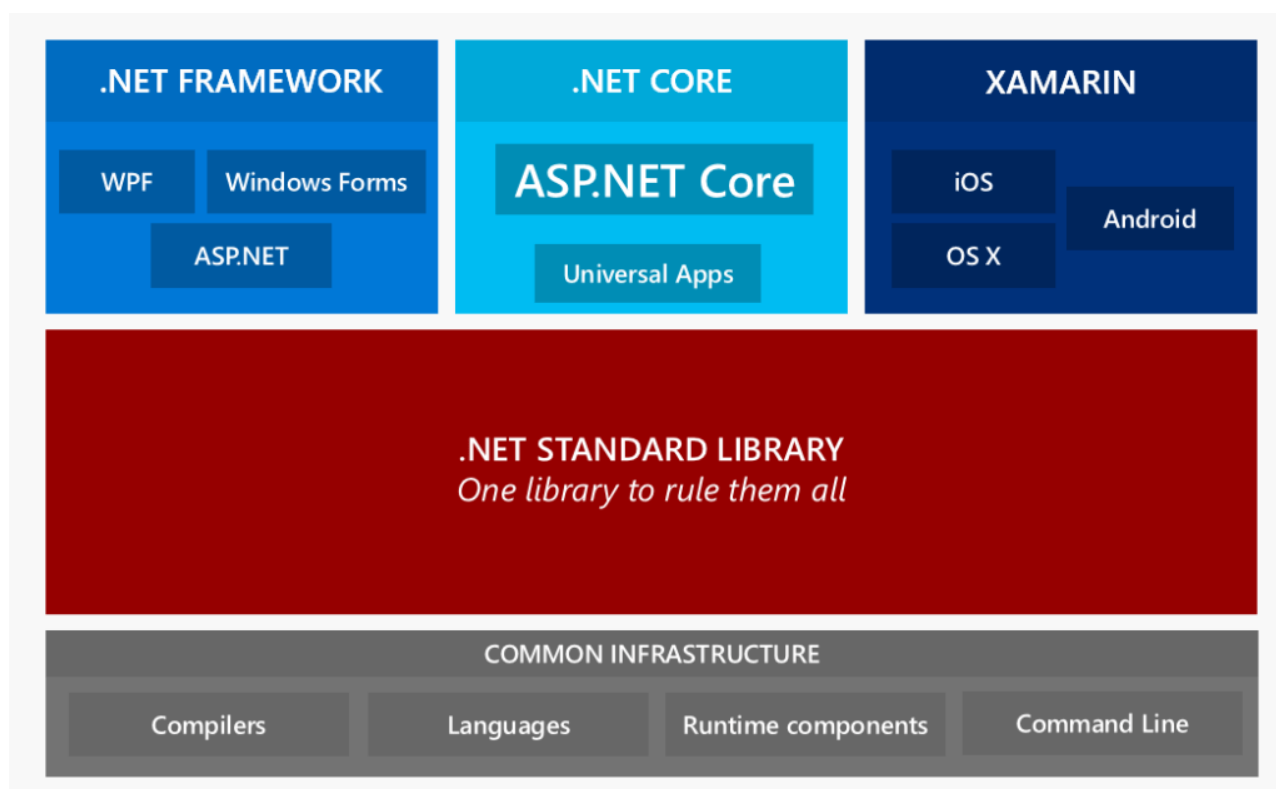 .NET FRAMEWORK
WPF
Windows Forms
ASP.NET
.NET CORE
ASP.NET Core
Universal Apps
XAMARIN
iOS
Android
OS X
.NET STANDARD LIBRARY
One library to rule them all
COMMON INFRASTRUCTURE
Compilers
Languages
Runtime components
Command Line